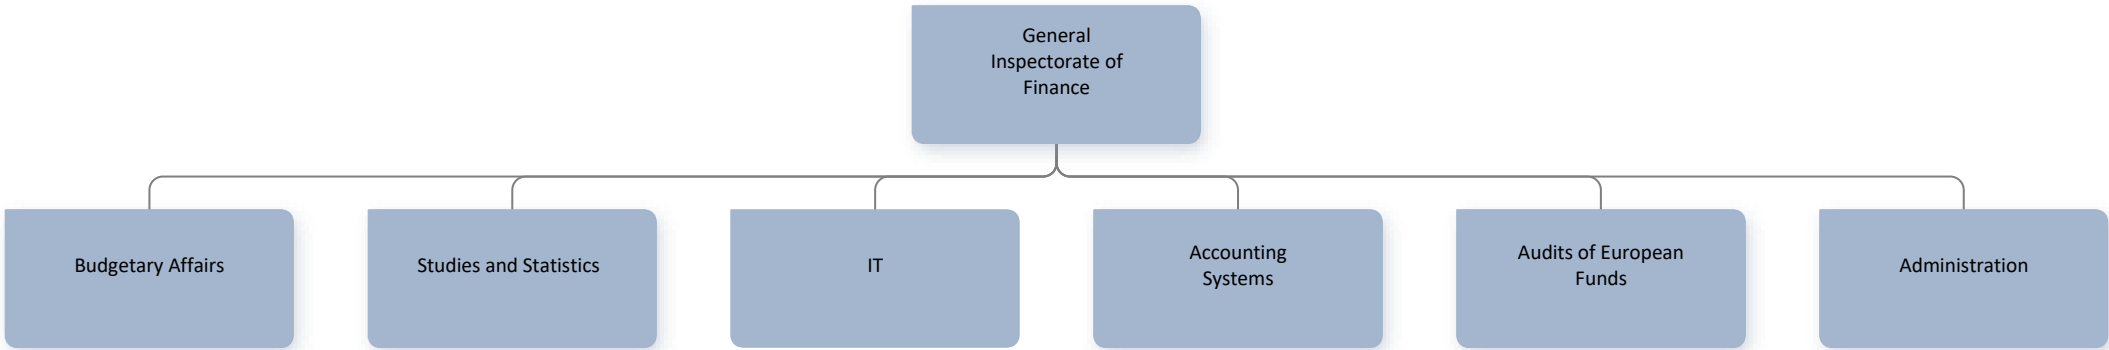 General
Inspectorate of
Finance
Budgetary Affairs
Studies and Statistics
IT
Accounting
Systems
Audits of European
Funds
Administration